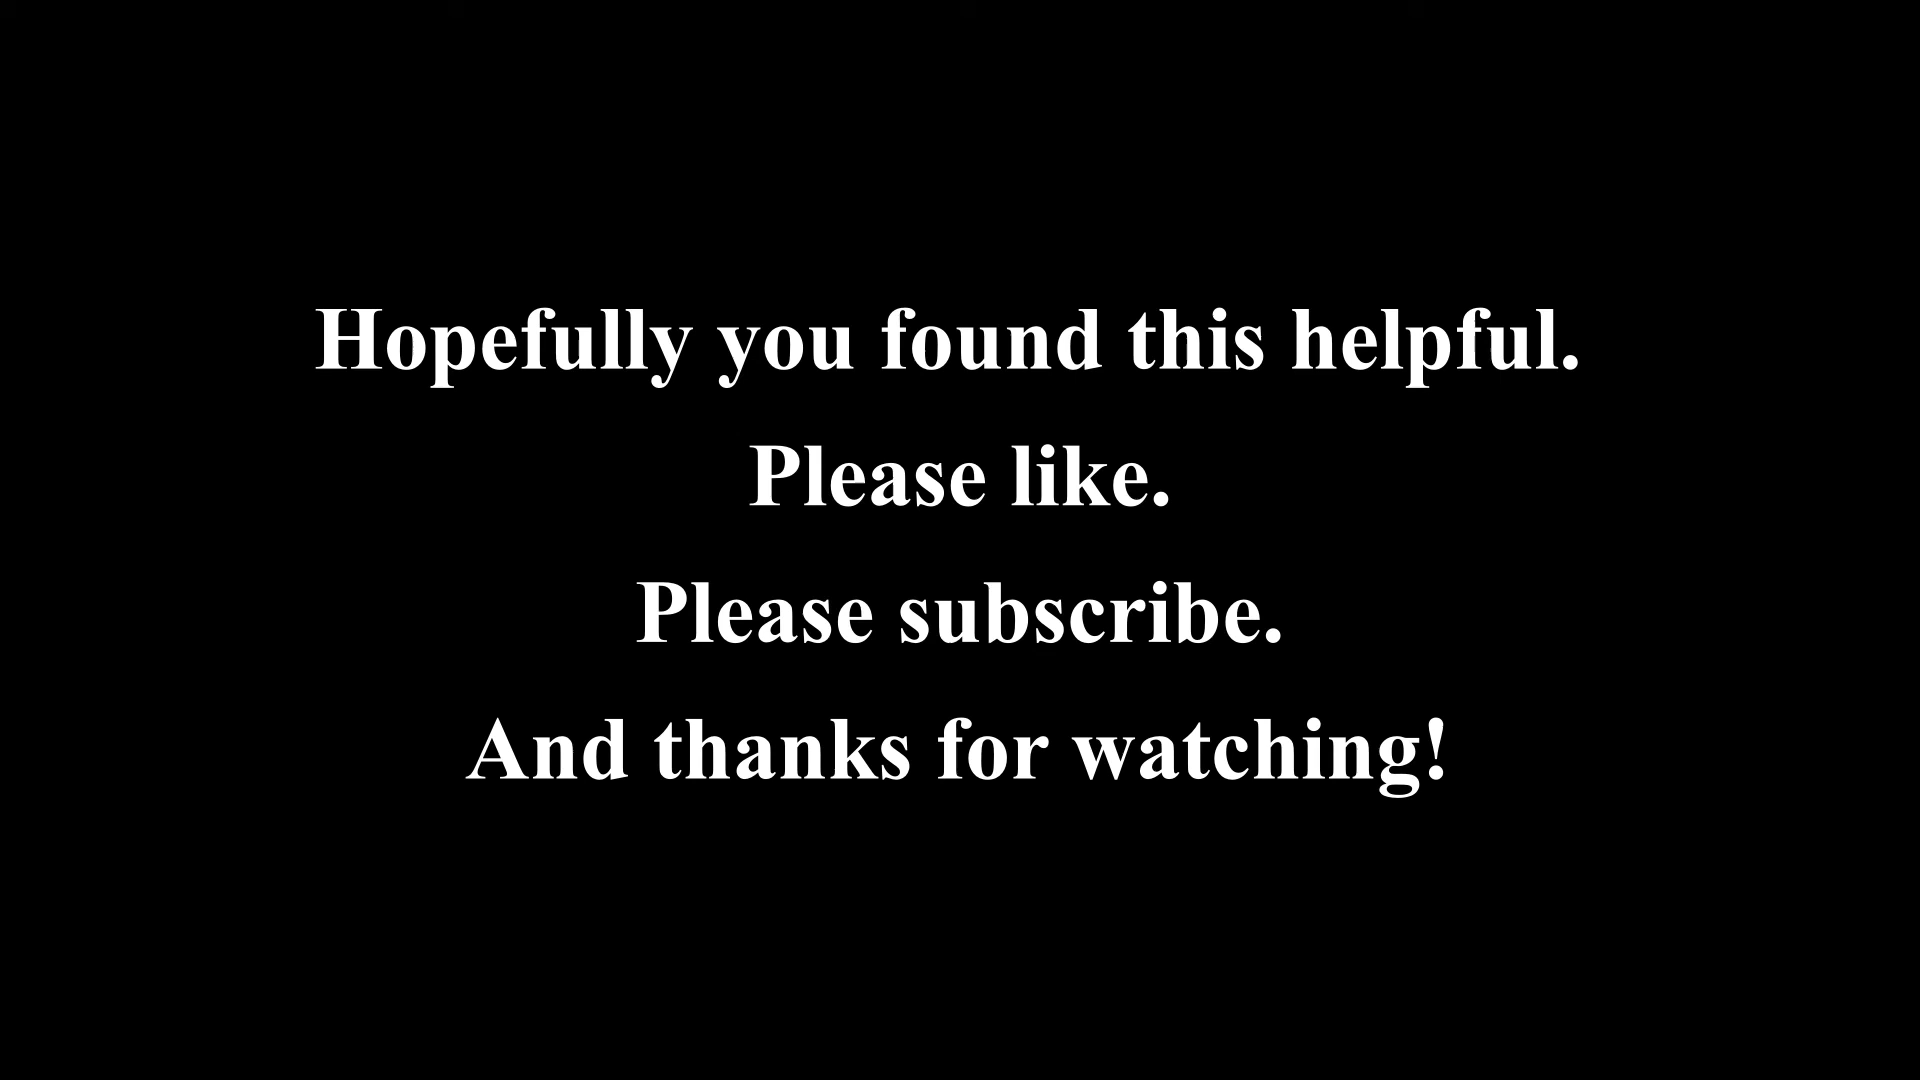 Hopefully you found this helpful.
Please like.
Please subscribe.
And thanks for watching!